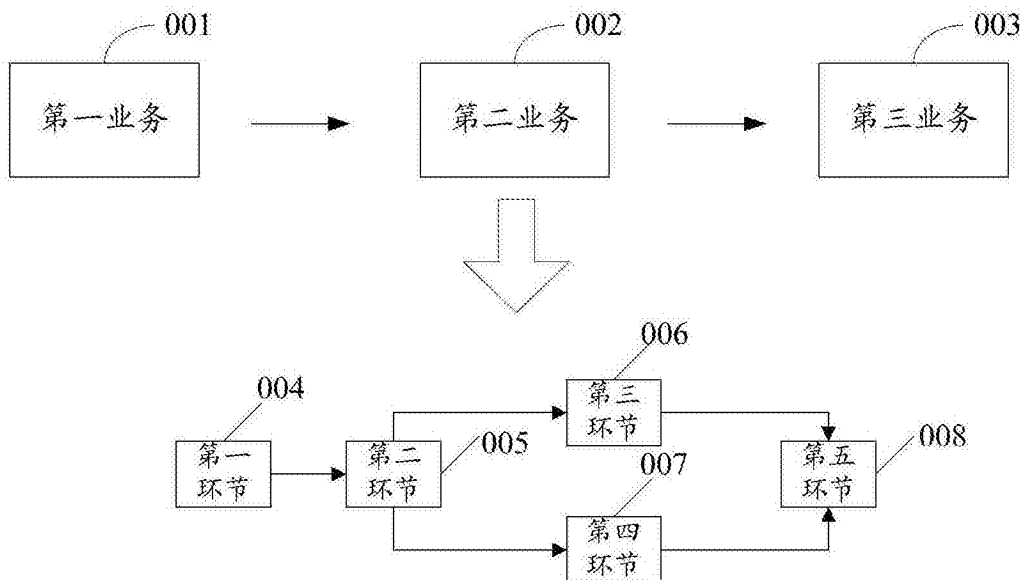 001
002
003
第一业务
第二业务
第三业务
006
第三
环节
004
005
007
008
第一
环节
第二
环节
第五
环节
第四
环节